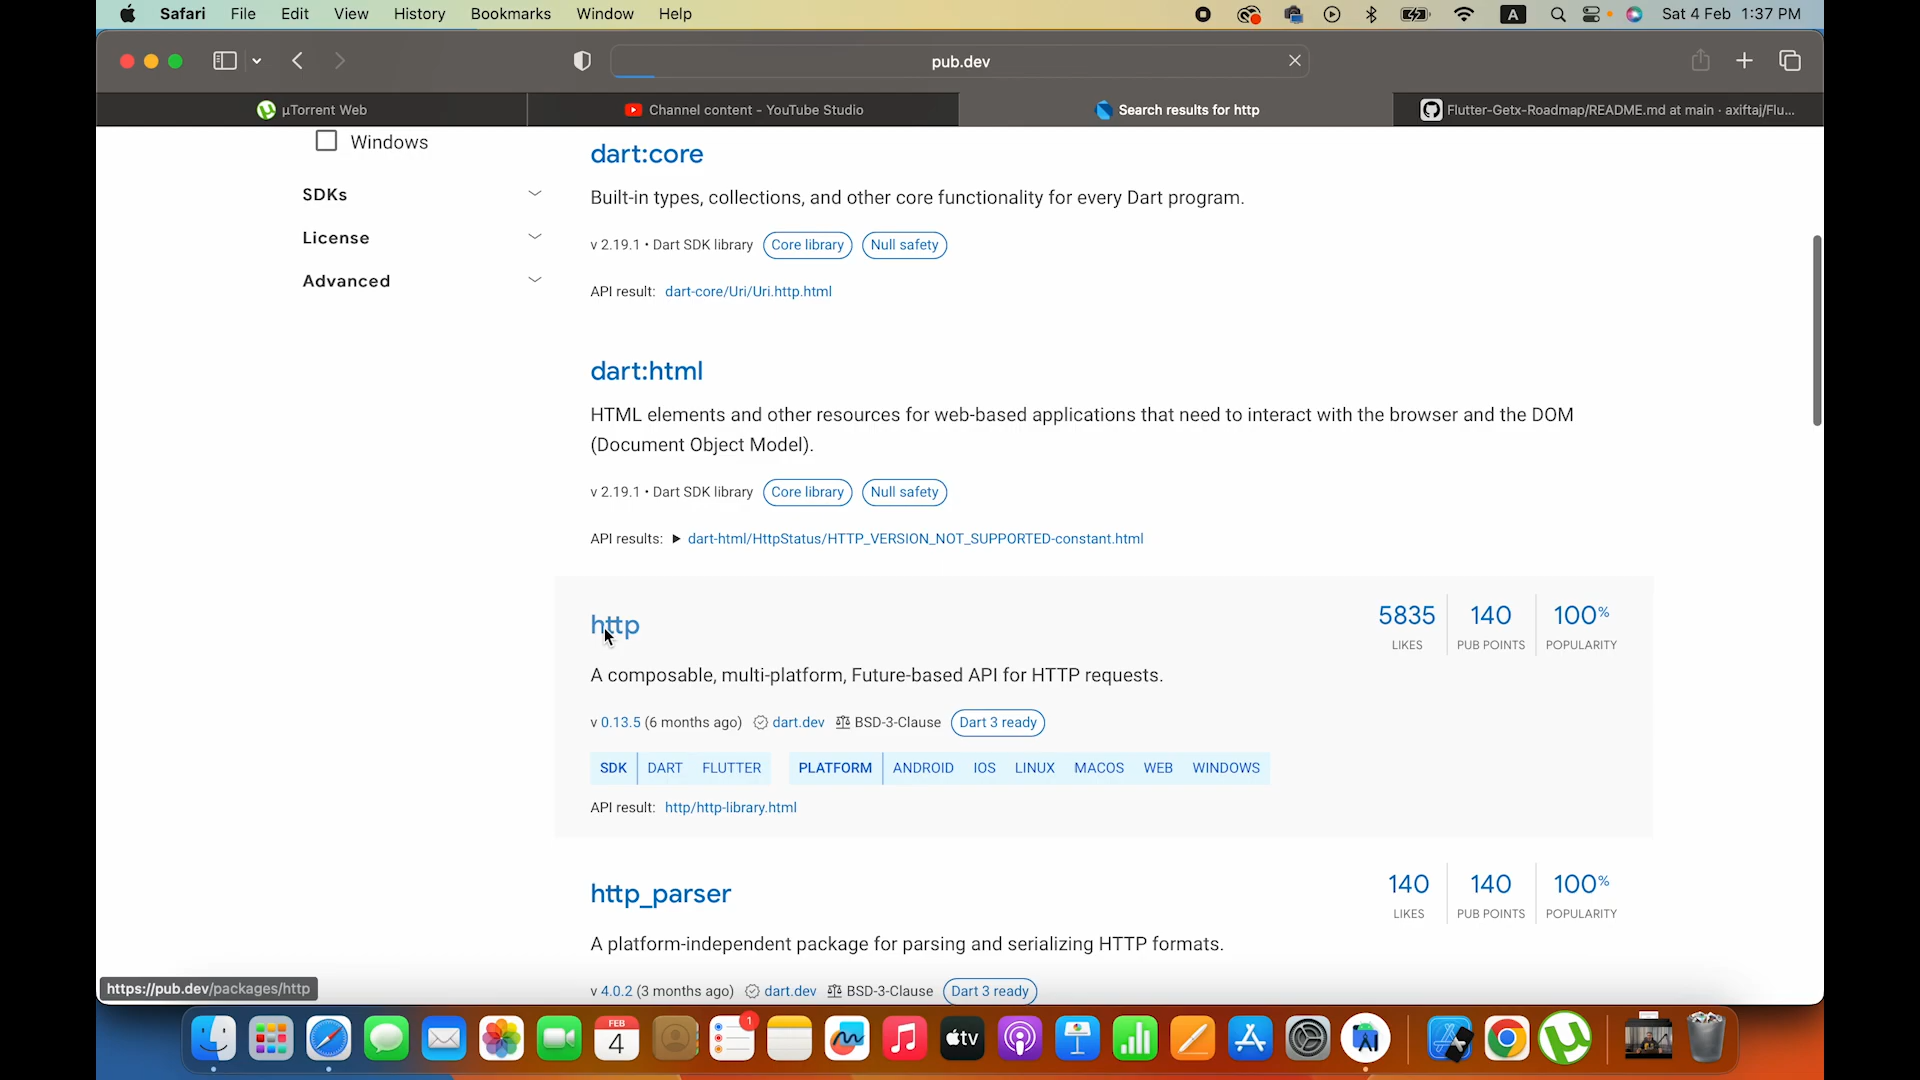 Safari File Edit View History Bookmarks Window Help A Sat 4 Feb 1:37 PM
pub.dev
µTorrent Web
Channel content - YouTube Studio
Search results for http
Flutter-Getx-Roadmap/README.md at main · axiftaj/Flu...
Windows
SDKs
License
Advanced
dart:core
Built-in types, collections, and other core functionality for every Dart program.
v 2.19.1 • Dart SDK library Core library Null safety
API result: dart-core/Uri/Uri.http.html
dart:html
HTML elements and other resources for web-based applications that need to interact with the browser and the DOM
(Document Object Model).
v 2.19.1 • Dart SDK library Core library Null safety
API results: ▶ dart-html/HttpStatus/HTTP_VERSION_NOT_SUPPORTED-constant.html
http
5835 140 100%
LIKES PUB POINTS POPULARITY
A composable, multi-platform, Future-based API for HTTP requests.
v 0.13.5 (6 months ago) dart.dev BSD-3-Clause Dart 3 ready
SDK DART FLUTTER PLATFORM ANDROID IOS LINUX MACOS WEB WINDOWS
API result: http/http-library.html
http_parser
140 140 100%
LIKES PUB POINTS POPULARITY
A platform-independent package for parsing and serializing HTTP formats.
v 4.0.2 (3 months ago) dart.dev BSD-3-Clause Dart 3 ready
https://pub.dev/packages/http
FEB
4
1
tv